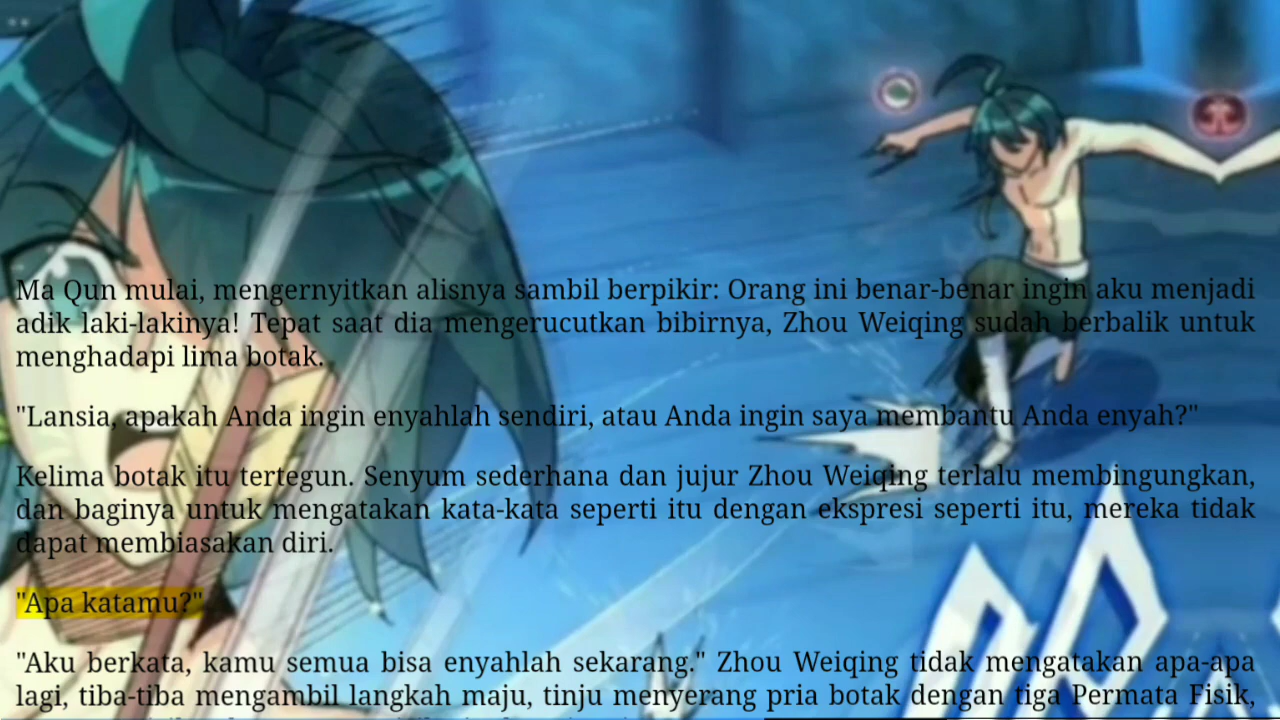 Ma Qun mulai, mengernyitkan alisnya sambil berpikir: Orang ini benar-benar ingin aku menjadi
adik laki-lakinya! Tepat saat dia mengerucutkan bibirnya, Zhou Weiqing sudah berbalik untuk
menghadapi lima botak.
"Lansia, apakah Anda ingin enyahlah sendiri, atau Anda ingin saya membantu Anda enyah?"
Kelima botak itu tertegun. Senyum sederhana dan jujur Zhou Weiqing terlalu membingungkan,
dan baginya untuk mengatakan kata-kata seperti itu dengan ekspresi seperti itu, mereka tidak
dapat membiasakan diri.
"Apa katamu?"
"Aku berkata, kamu semua bisa enyahlah sekarang." Zhou Weiqing tidak mengatakan apa-apa
lagi, tiba-tiba mengambil langkah maju, tinju menyerang pria botak dengan tiga Permata Fisik,